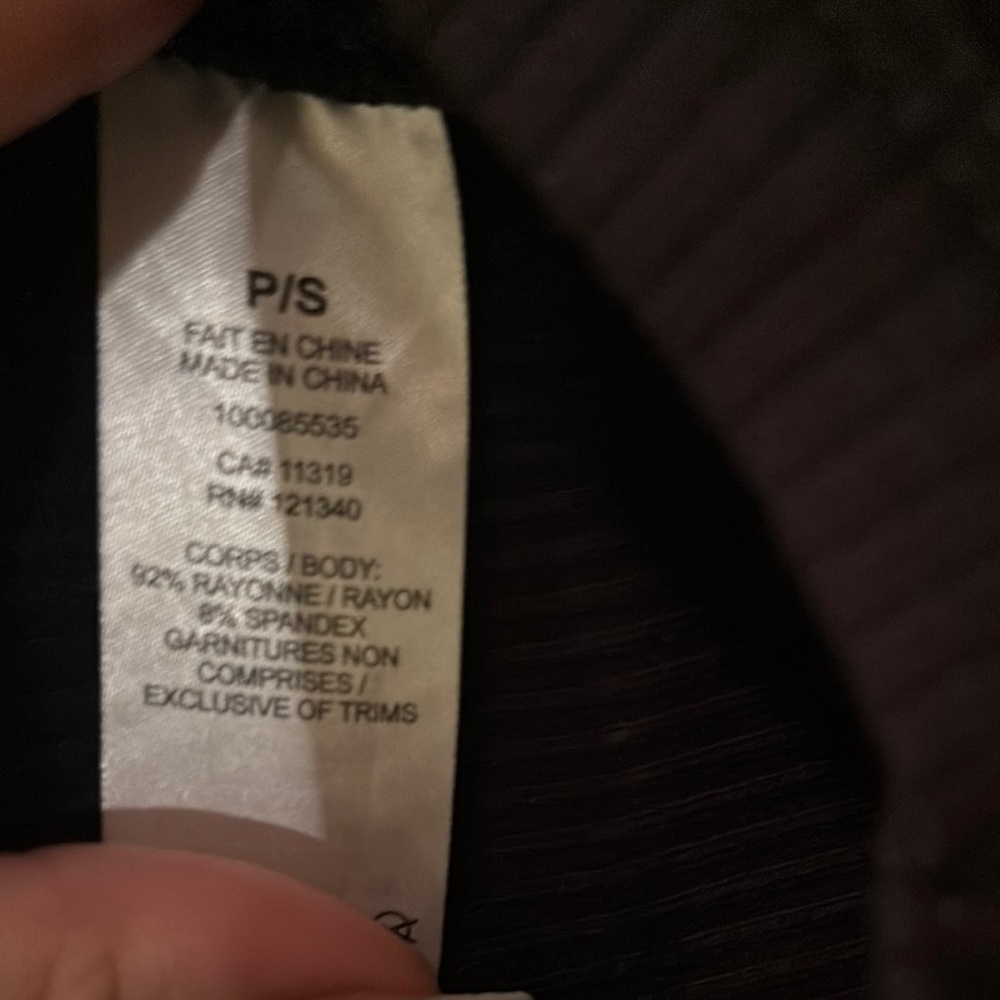 P/S
FAIT EN CHINE
MADE IN CHINA
100085535
CA# 11319
RN# 121340
CORPS / BODY:
92% RAYONNE / RAYON
8% SPANDEX
GARNITURES NON
COMPRISES /
EXCLUSIVE OF TRIMS